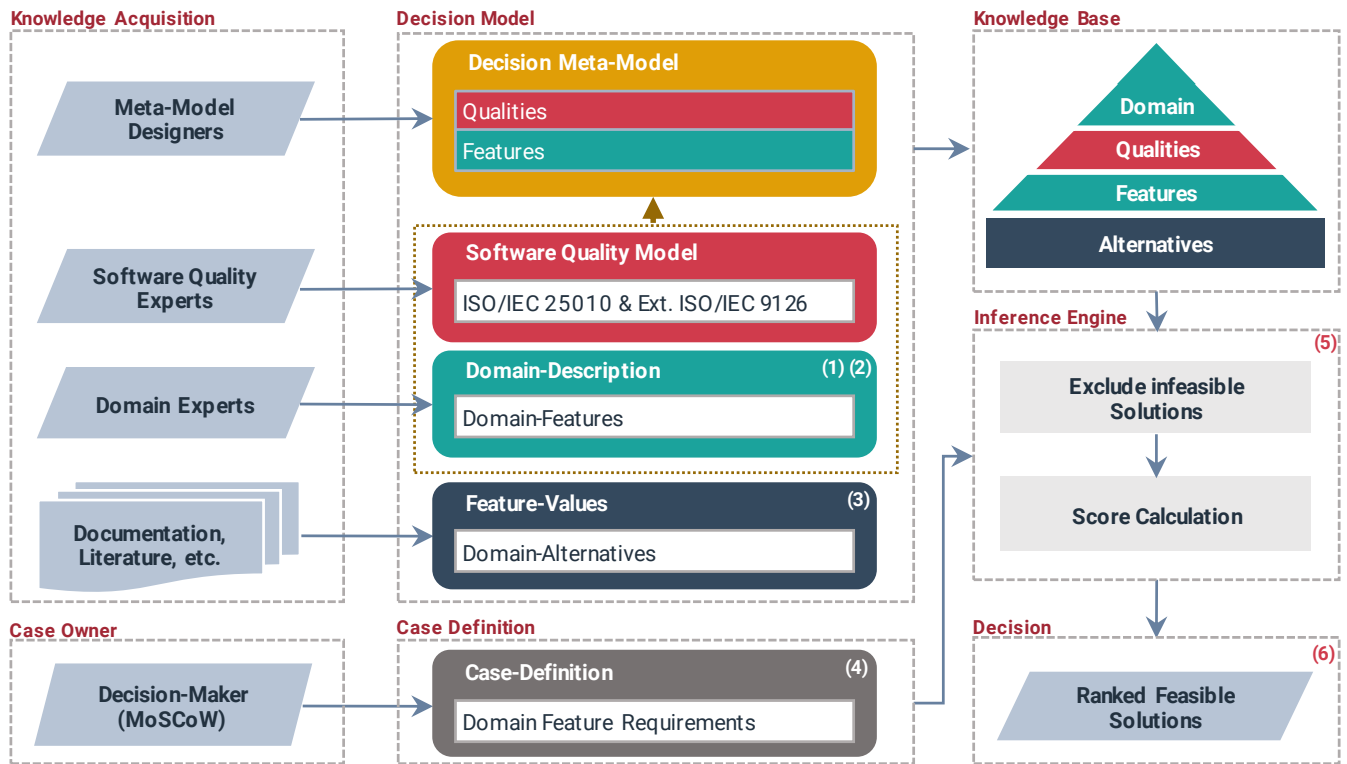 Knowledge Acquisition
Meta-Model
Designers
Software Quality
Experts
Domain Experts
Documentation,
Literature, etc.
Case Owner
Decision-Maker
(MoSCoW)
Decision Model
Decision Meta-Model
Qualities
Features
Software Quality Model
ISO/IEC 25010 & Ext. ISO/IEC 9126
Domain-Description
(1) (2)
Domain-Features
Feature-Values
(3)
Domain-Alternatives
Case Definition
Case-Definition
(4)
Domain Feature Requirements
Knowledge Base
Domain
Qualities
Features
Alternatives
Inference Engine
(5)
Exclude infeasible
Solutions
Score Calculation
Decision
(6)
Ranked Feasible
Solutions